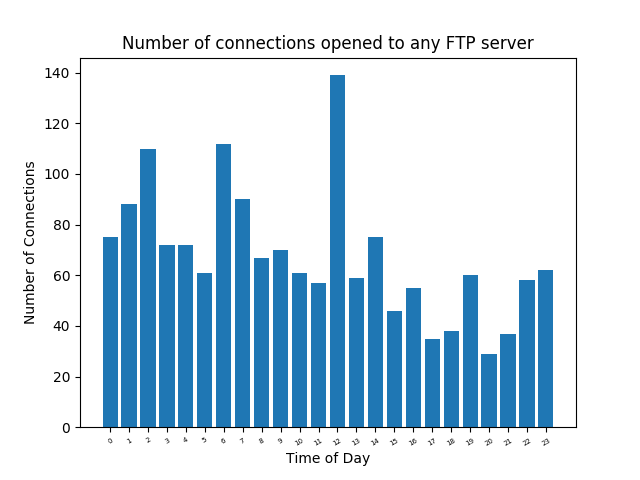 Number of connections opened to any FTP server
Number of Connections
140
120
100
80
60
40
20
0
0 1 2 3 4 5 6 7 8 9 10 11 12 13 14 15 16 17 18 19 20 21 22 23
Time of Day